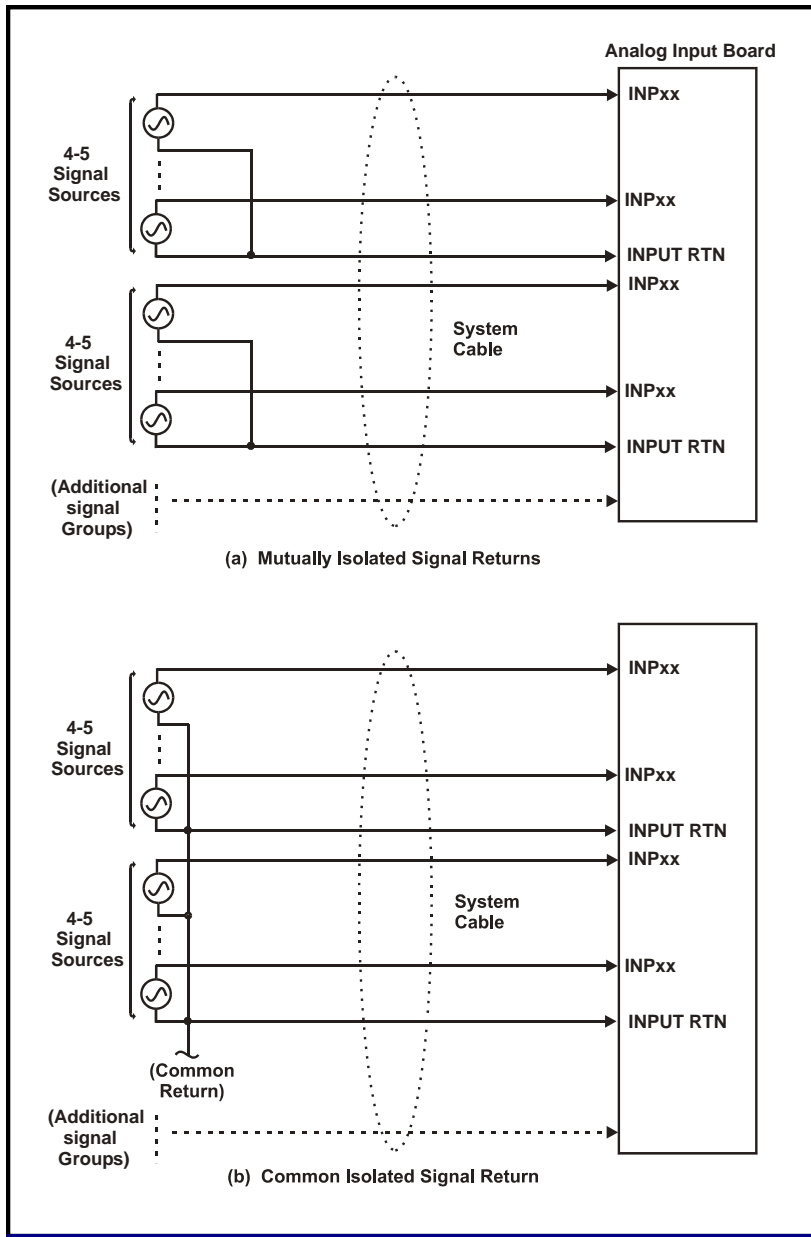 Analog Input Board
INPxx
4-5
Signal
Sources
INPxx
INPUT RTN
INPxx
4-5
Signal
Sources
System
Cable
INPxx
INPUT RTN
(Additional
signal
Groups)
(a) Mutually Isolated Signal Returns
INPxx
4-5
Signal
Sources
INPxx
INPUT RTN
INPxx
4-5
Signal
Sources
System
Cable
INPxx
INPUT RTN
(Common
Return)
(Additional
signal
Groups)
(b) Common Isolated Signal Return